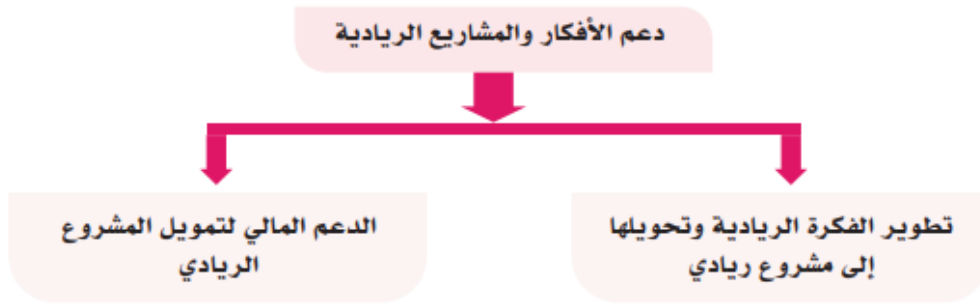 دعم الأفكار والمشاريع الريادية
تطوير الفكرة الريادية وتحويلها
إلى مشروع ريادي
الدعم المالي لتمويل المشروع
الريادي